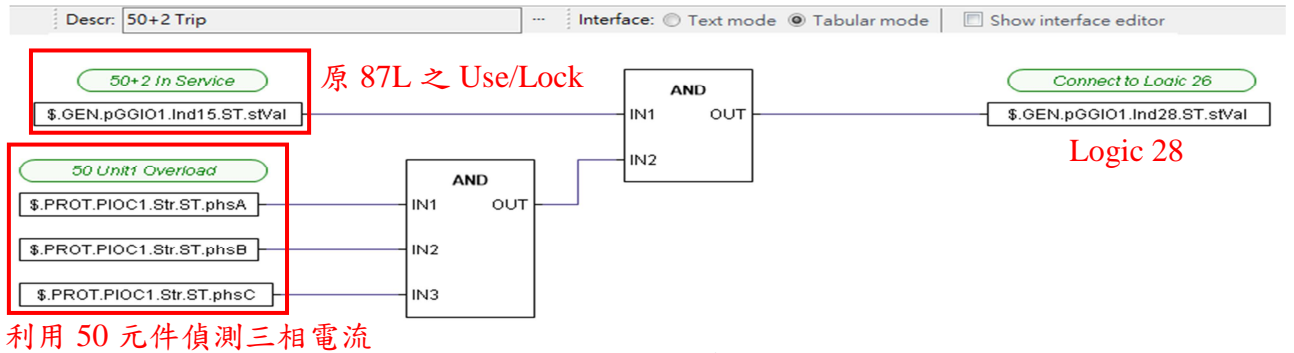 Descr: 50+2 Trip ... Interface: Text mode Tabular mode Show interface editor
50+2 In Service
原 87L 之 Use/Lock
$.GEN.pGGIO1.Ind15.ST.stVal
AND
IN1 OUT
IN2
Connect to Logic 26
$.GEN.pGGIO1.Ind28.ST.stVal
Logic 28
50 Unit1 Overload
$.PROT.PIOC1.Str.ST.phsA
$.PROT.PIOC1.Str.ST.phsB
$.PROT.PIOC1.Str.ST.phsC
AND
IN1 OUT
IN2
IN3
利用 50 元件偵測三相電流